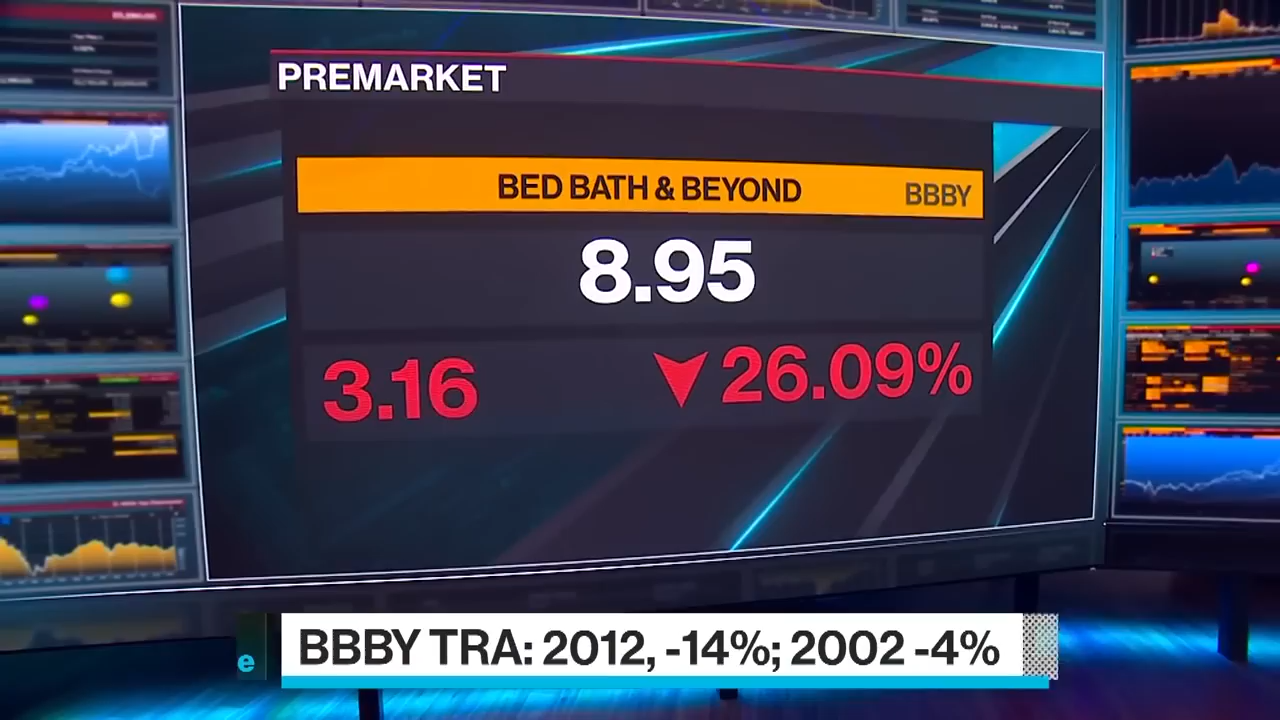 PREMARKET
BED BATH & BEYOND BBBY
8.95
3.16 26.09%
e
BBBY TRA: 2012, -14%; 2002 -4%